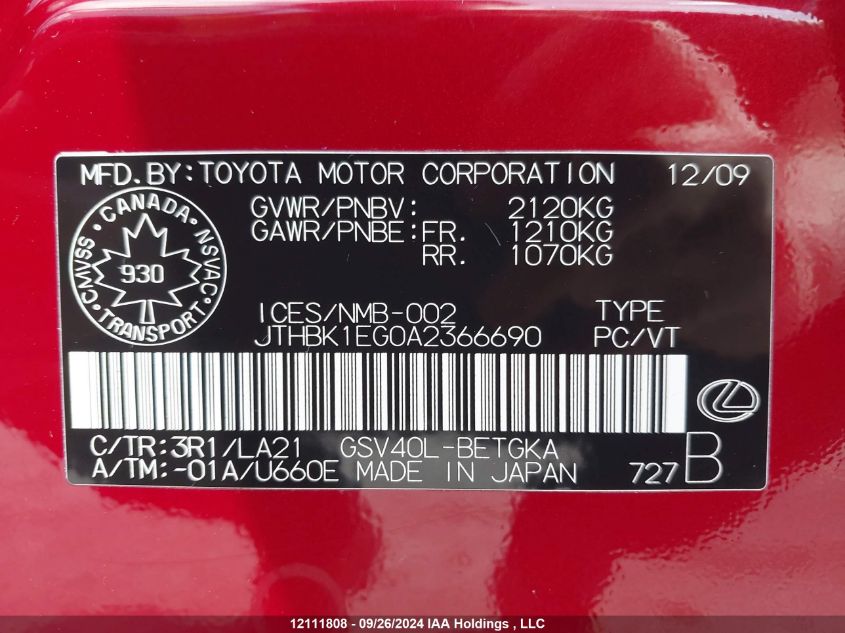 MFD.BY:TOYOTA MOTOR CORPORATION 12/09
GVWR/PNBV: 2120KG
GAWR/PNBE:FR. 1210KG
RR. 1070KG
CANADA
CMVSS NSVAC
930
TRANSPORT
ICES/NMB-002 TYPE
JTHBK1EG0A2366690 PC/VT
C/TR:3R1/LA21 GSV40L-BETGKA
A/TM:-01A/U660E MADE IN JAPAN 727 B
12111808 - 09/26/2024 IAA Holdings , LLC